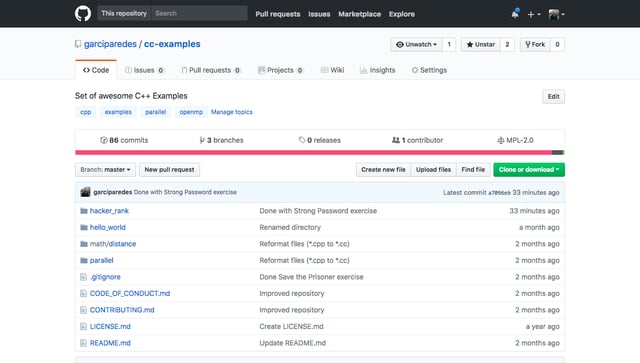 This repository Search Pull requests Issues Marketplace Explore
garciparedes / cc-examples Unwatch 1 Unstar 2 Fork 0
Code Issues 0 Pull requests 0 Projects 0 Wiki Insights Settings
Set of awesome C++ Examples Edit
cpp examples parallel openmp Manage topics
86 commits 3 branches 0 releases 1 contributor MPL-2.0
Branch: master New pull request Create new file Upload files Find file Clone or download
garciparedes Done with Strong Password exercise Latest commit a7096eb 33 minutes ago
hacker_rank Done with Strong Password exercise 33 minutes ago
hello_world Renamed directory a month ago
math/distance Reformat files (*.cpp to *.cc) 2 months ago
parallel Reformat files (*.cpp to *.cc) 2 months ago
.gitignore Done Save the Prisoner exercise 2 months ago
CODE_OF_CONDUCT.md Improved repository 2 months ago
CONTRIBUTING.md Improved repository 2 months ago
LICENSE.md Create LICENSE.md a year ago
README.md Update README.md 2 months ago